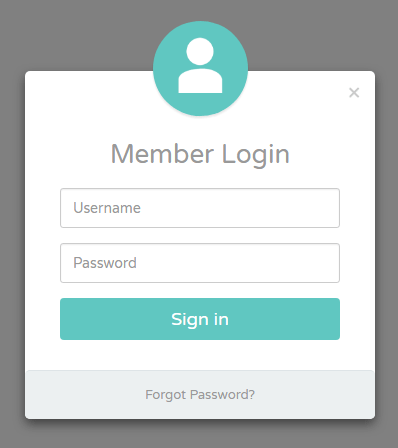 ×
Member Login
Username
Password
Sign in
Forgot Password?